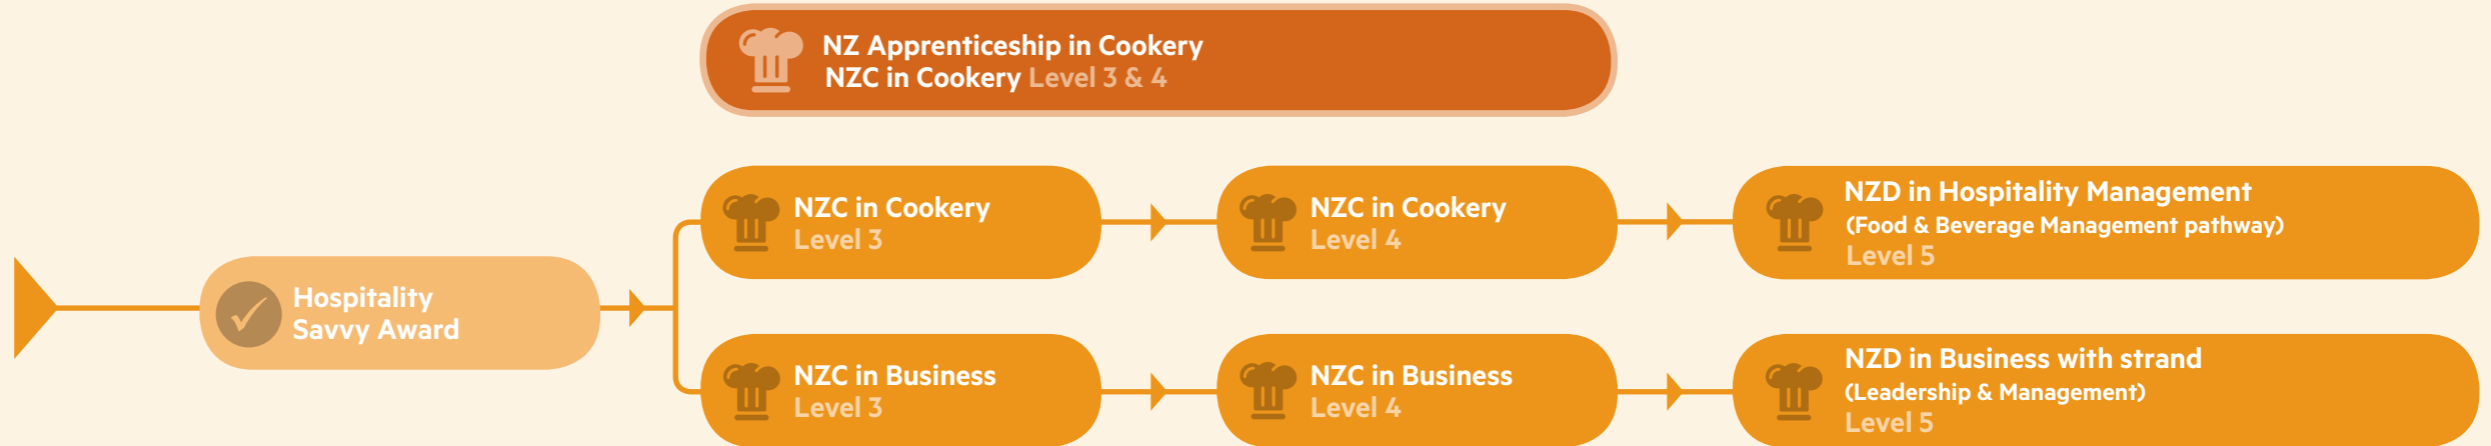 NZ Apprenticeship in Cookery
NZC in Cookery Level 3 & 4
Hospitality
Savvy Award
NZC in Cookery
Level 3
NZC in Cookery
Level 4
NZD in Hospitality Management
(Food & Beverage Management pathway)
Level 5
NZC in Business
Level 3
NZC in Business
Level 4
NZD in Business with strand
(Leadership & Management)
Level 5